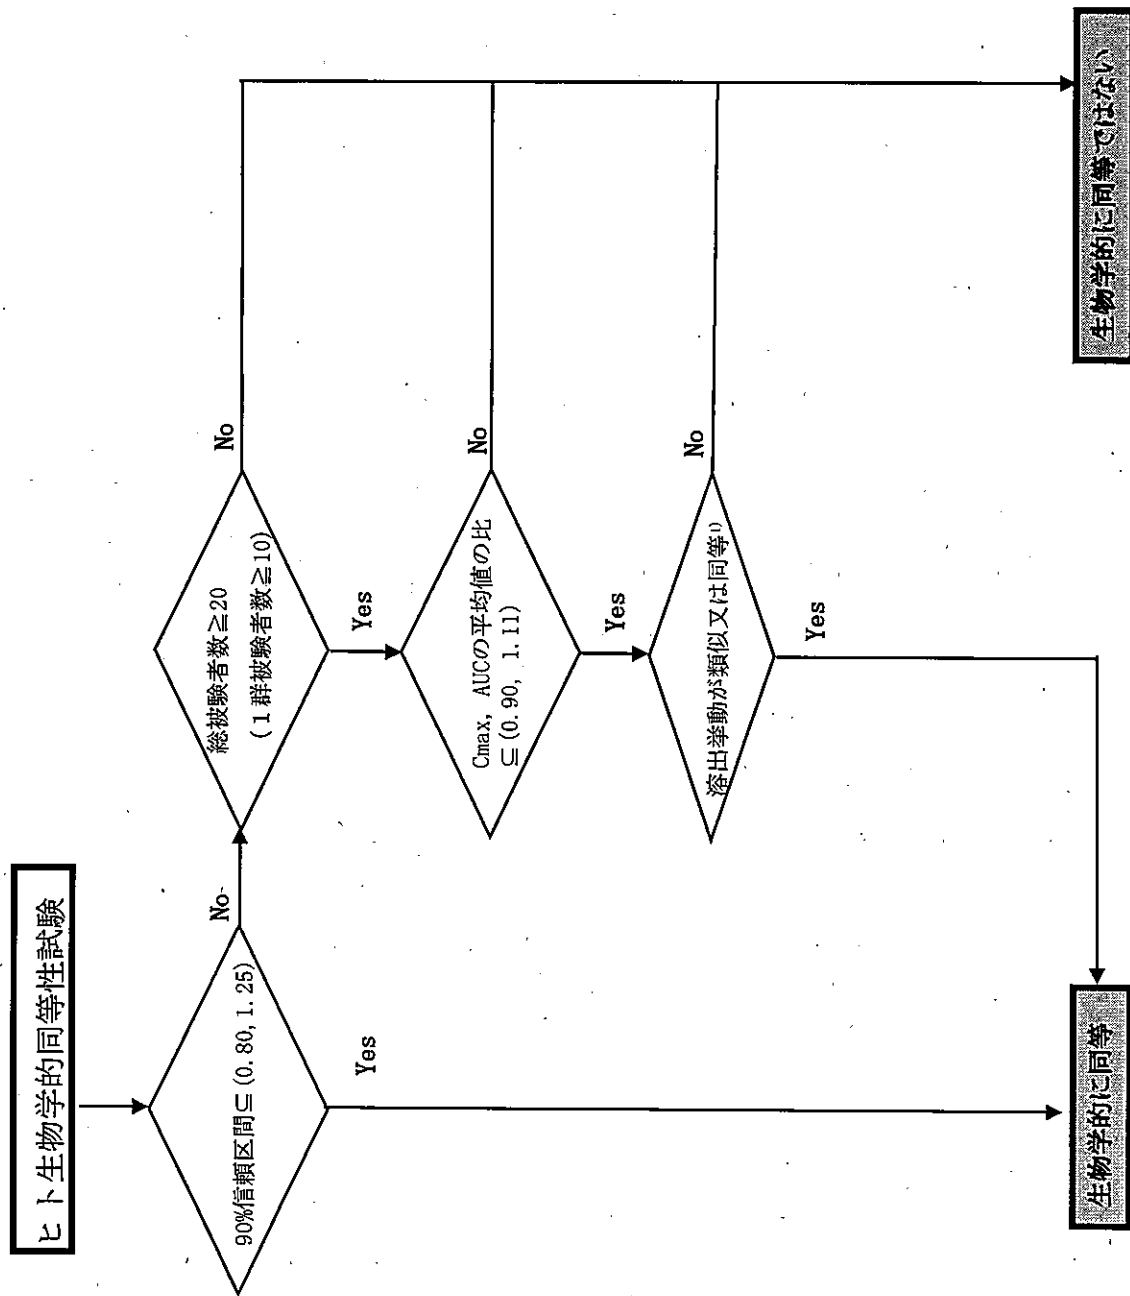 ヒト生物学的同等性試験
90%信頼区間⊆(0.80, 1.25)
No
Yes
総被験者数≧20
(1群被験者数≧10)
No
Yes
Cmax, AUCの平均値の比
⊆(0.90, 1.11)
No
Yes
溶出挙動が類似又は同等1)
No
Yes
生物学的に同等
生物学的に同等ではない